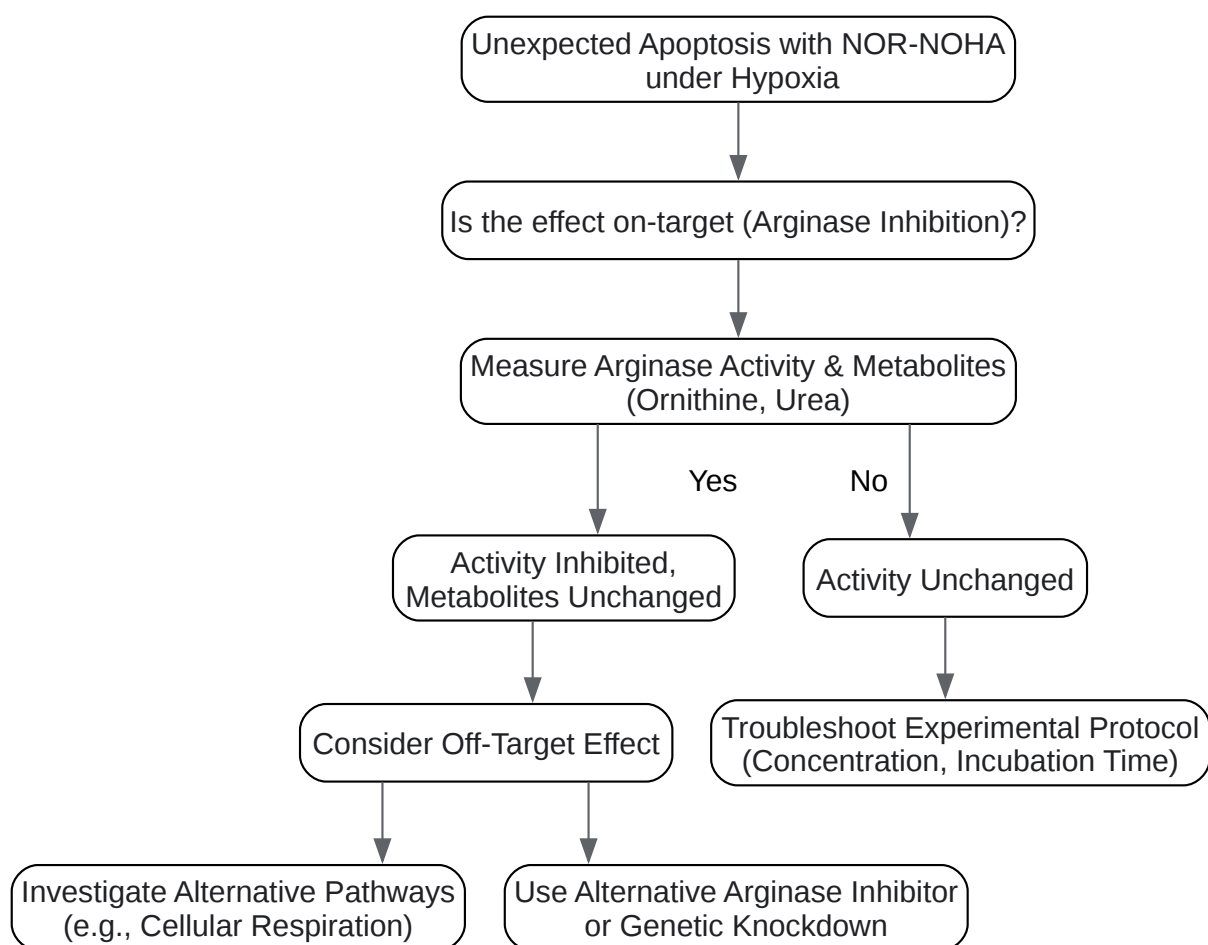 Unexpected Apoptosis with NOR-NOHA
under Hypoxia
Is the effect on-target (Arginase Inhibition)?
Measure Arginase Activity & Metabolites
(Ornithine, Urea)
Yes
No
Activity Inhibited,
Metabolites Unchanged
Activity Unchanged
Consider Off-Target Effect
Troubleshoot Experimental Protocol
(Concentration, Incubation Time)
Investigate Alternative Pathways
(e.g., Cellular Respiration)
Use Alternative Arginase Inhibitor
or Genetic Knockdown